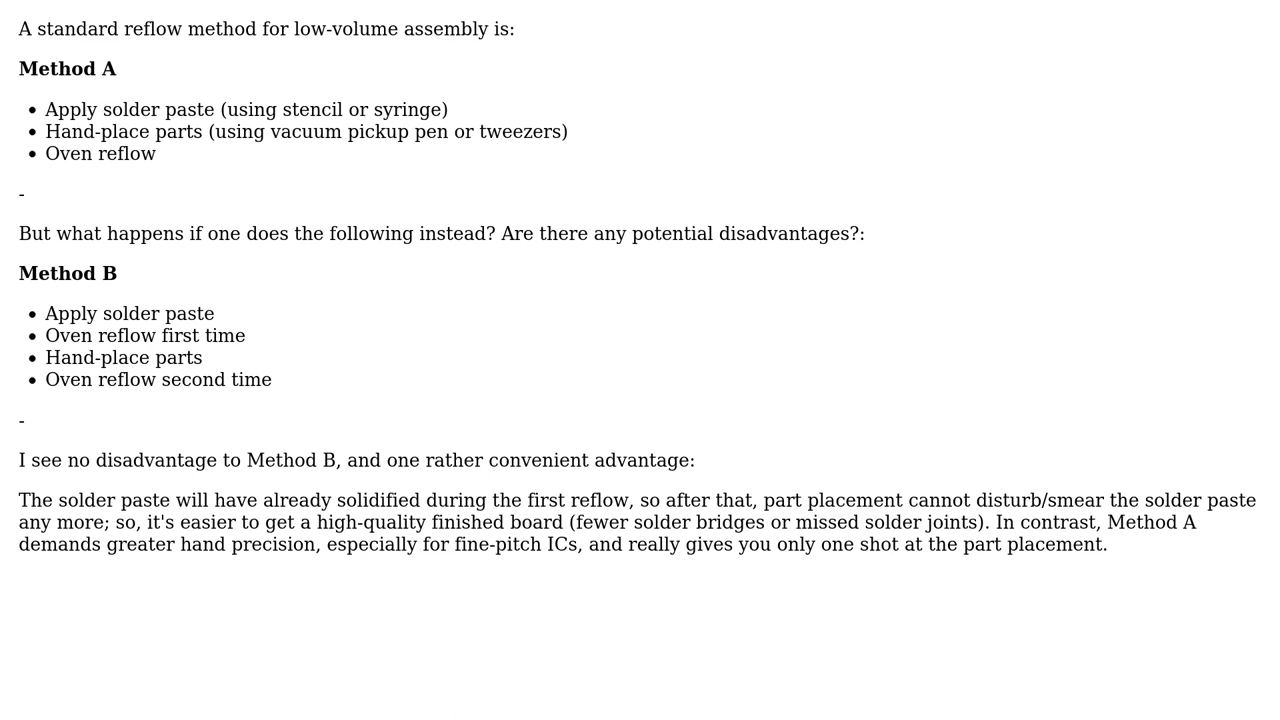 A standard reflow method for low-volume assembly is:
Method A
• Apply solder paste (using stencil or syringe)
• Hand-place parts (using vacuum pickup pen or tweezers)
• Oven reflow
-
But what happens if one does the following instead? Are there any potential disadvantages?:
Method B
• Apply solder paste
• Oven reflow first time
• Hand-place parts
• Oven reflow second time
-
I see no disadvantage to Method B, and one rather convenient advantage:
The solder paste will have already solidified during the first reflow, so after that, part placement cannot disturb/smear the solder paste
any more; so, it's easier to get a high-quality finished board (fewer solder bridges or missed solder joints). In contrast, Method A
demands greater hand precision, especially for fine-pitch ICs, and really gives you only one shot at the part placement.